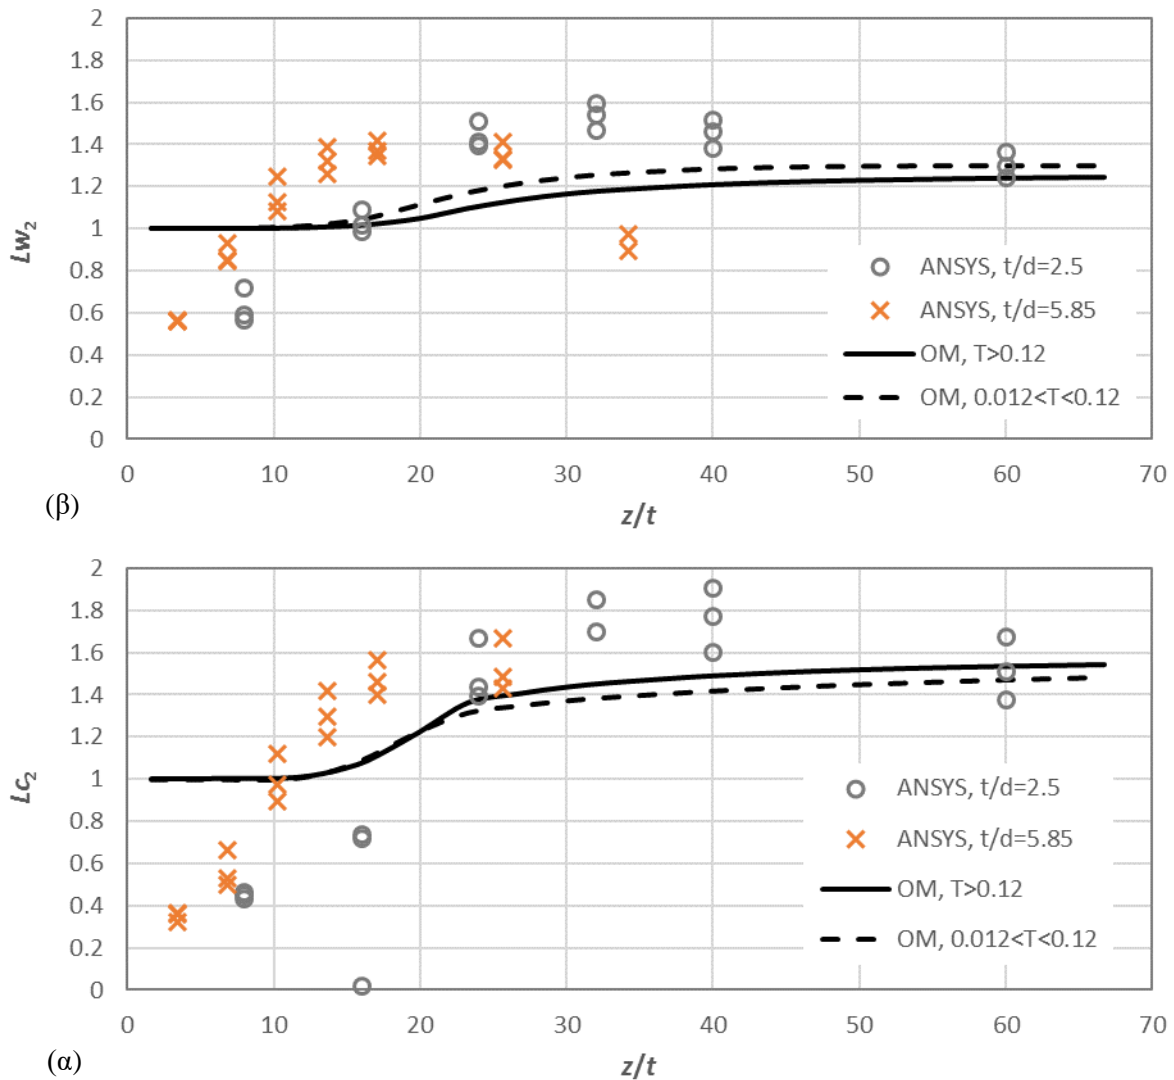 2
1.8
1.6
1.4
1.2
1
0.8
0.6
0.4
0.2
0
Lw₂
0 10 20 30 40 50 60 70
z/t
ANSYS, t/d=2.5
ANSYS, t/d=5.85
OM, T>0.12
OM, 0.012<T<0.12
(β)
2
1.8
1.6
1.4
1.2
1
0.8
0.6
0.4
0.2
0
Lc₂
0 10 20 30 40 50 60 70
z/t
ANSYS, t/d=2.5
ANSYS, t/d=5.85
OM, T>0.12
OM, 0.012<T<0.12
(α)